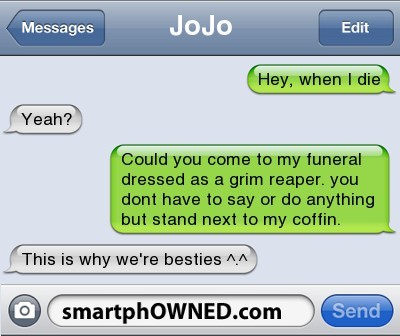 Messages JoJo Edit
Hey, when I die
Yeah?
Could you come to my funeral
dressed as a grim reaper. you
dont have to say or do anything
but stand next to my coffin.
This is why we're besties ^.^
smartphOWNED.com Send